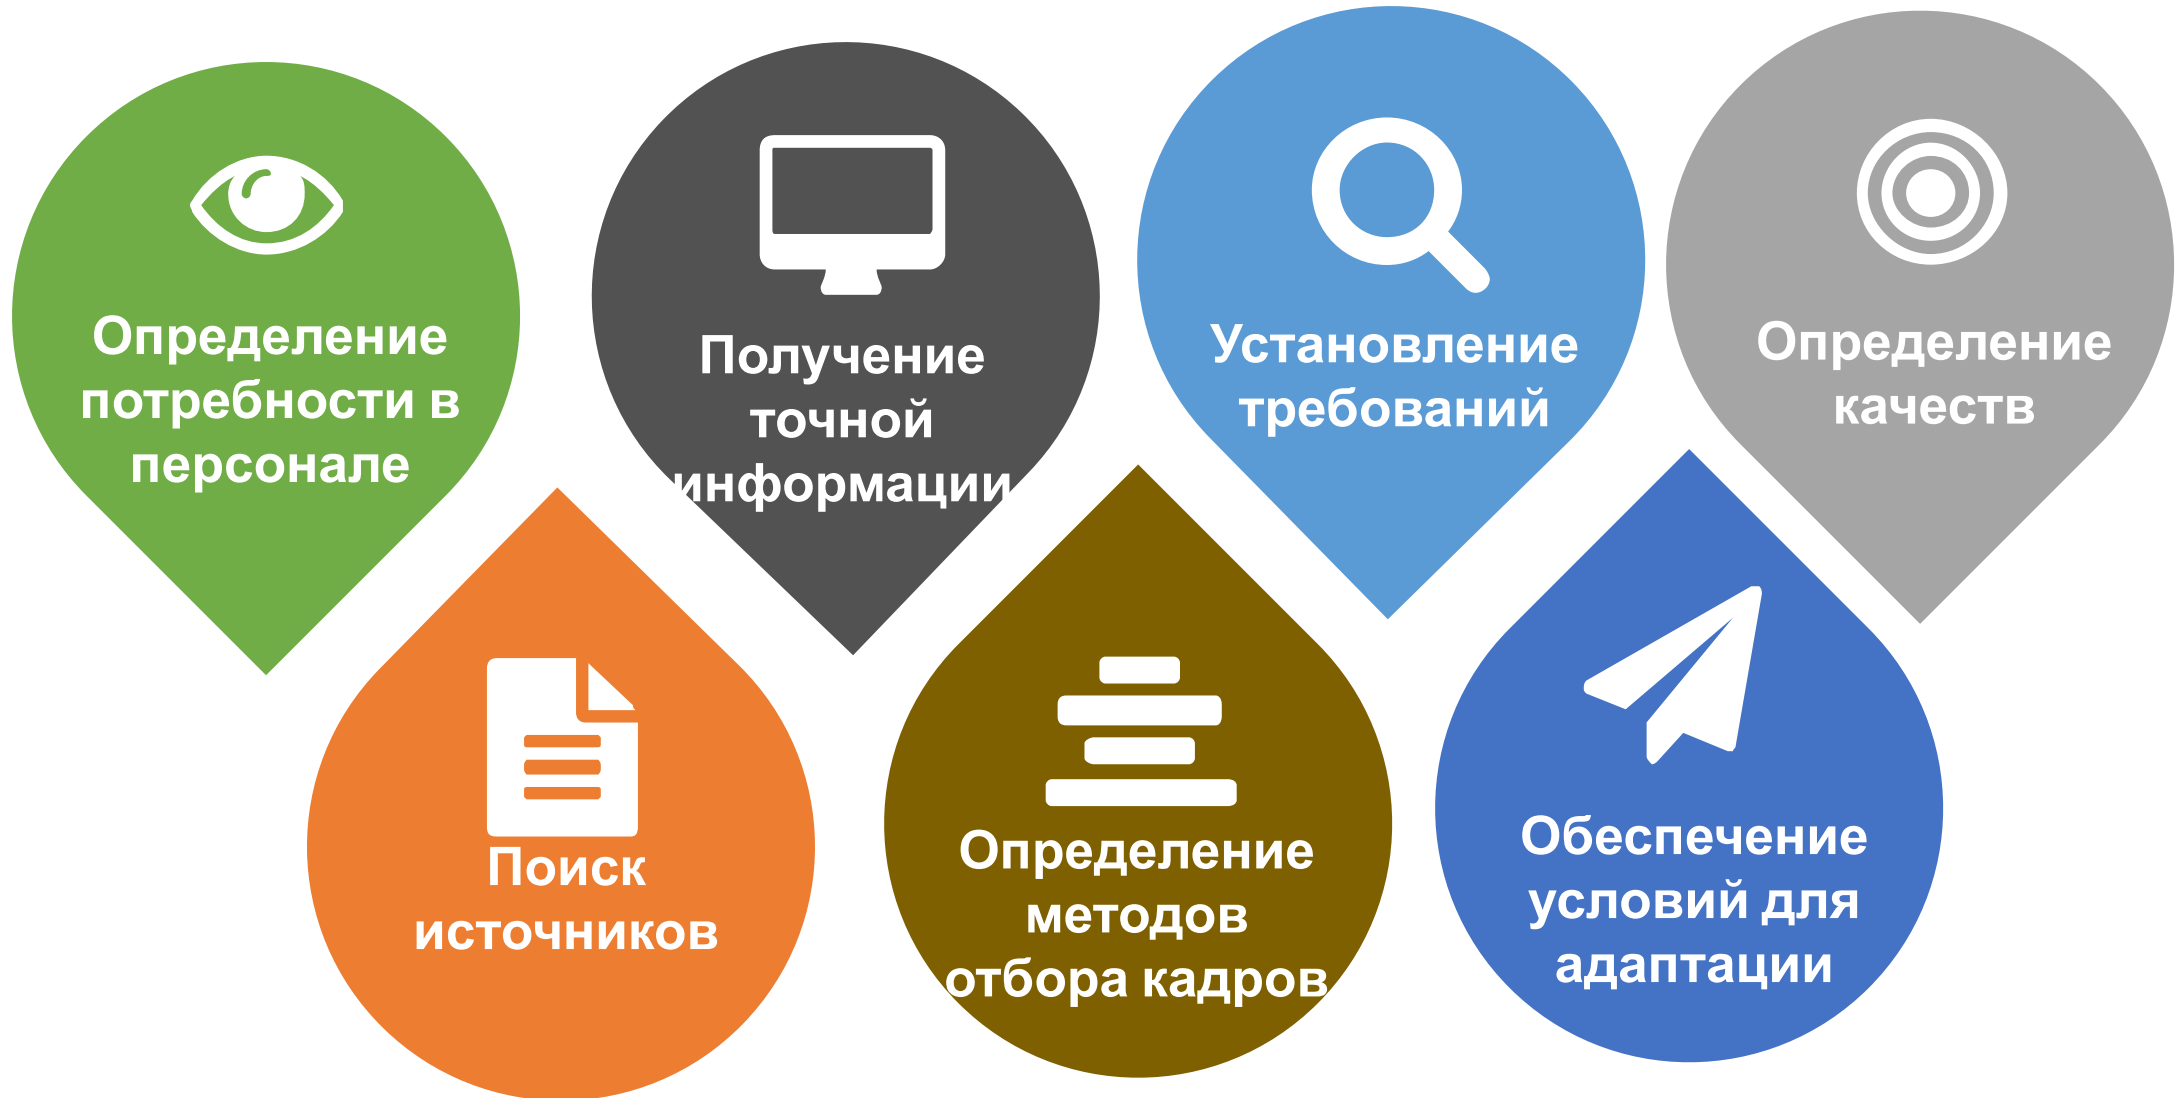 Определение
потребности в
персонале
Получение
точной
информации
Установление
требований
Определение
качеств
Поиск
источников
Определение
методов
отбора кадров
Обеспечение
условий для
адаптации